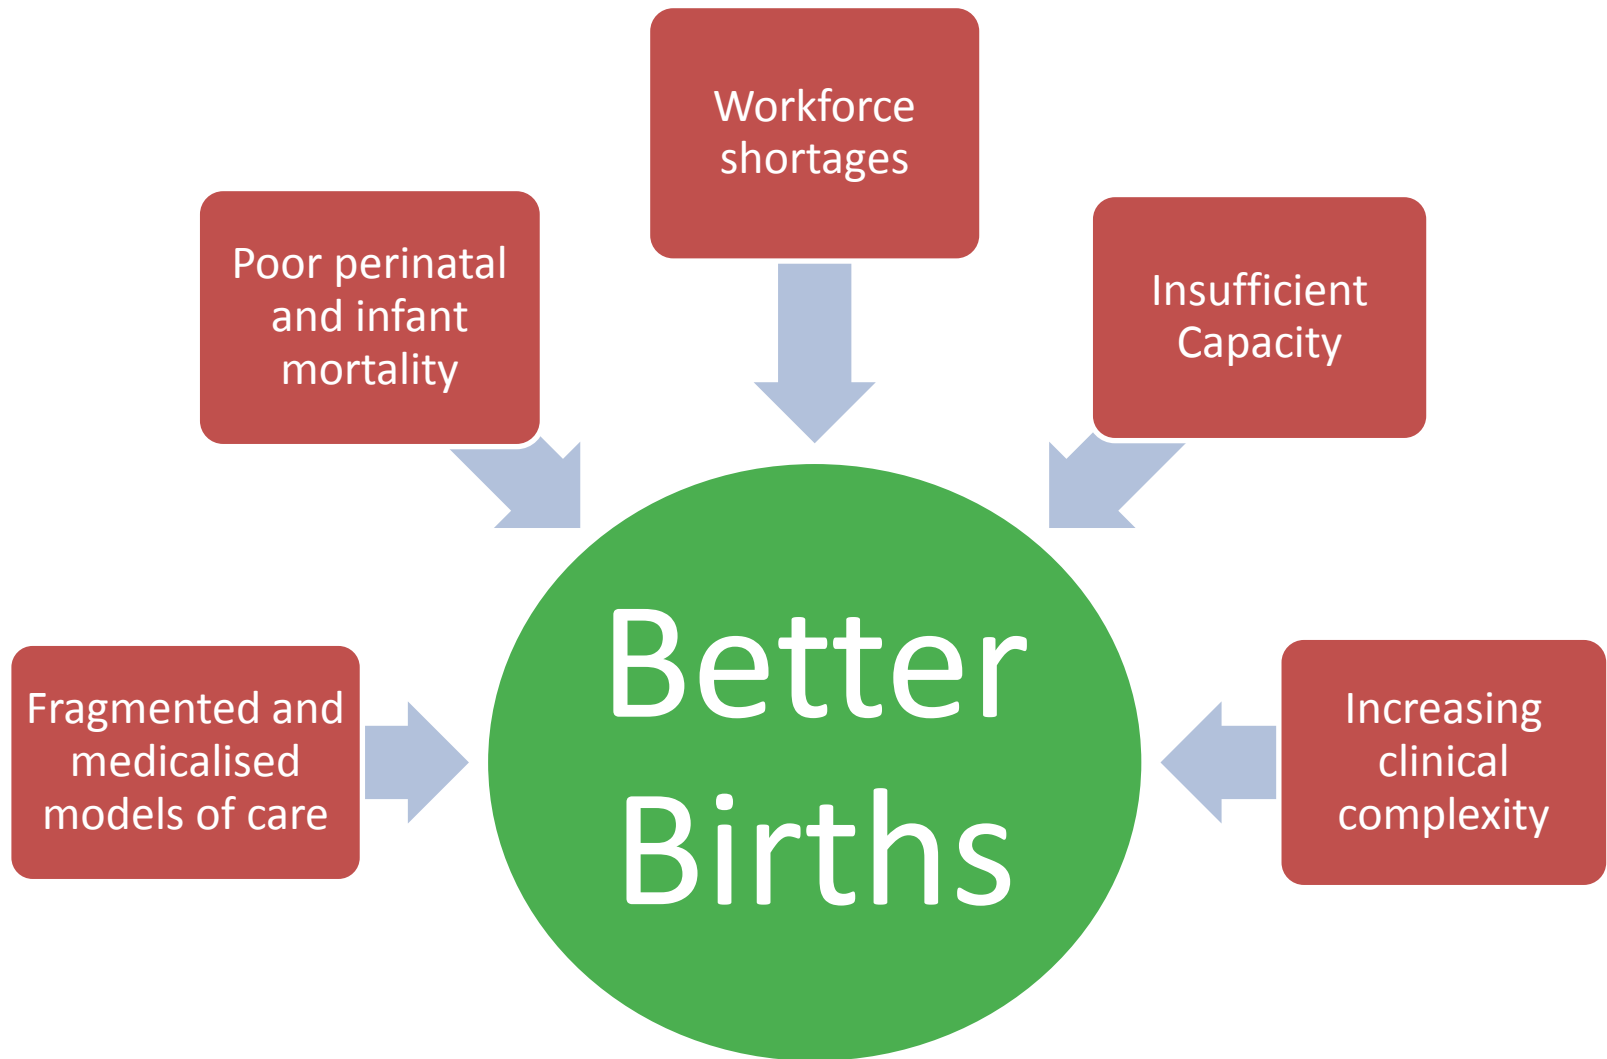 Workforce
shortages
Poor perinatal
and infant
mortality
Insufficient
Capacity
Fragmented and
medicalised
models of care
Better
Births
Increasing
clinical
complexity